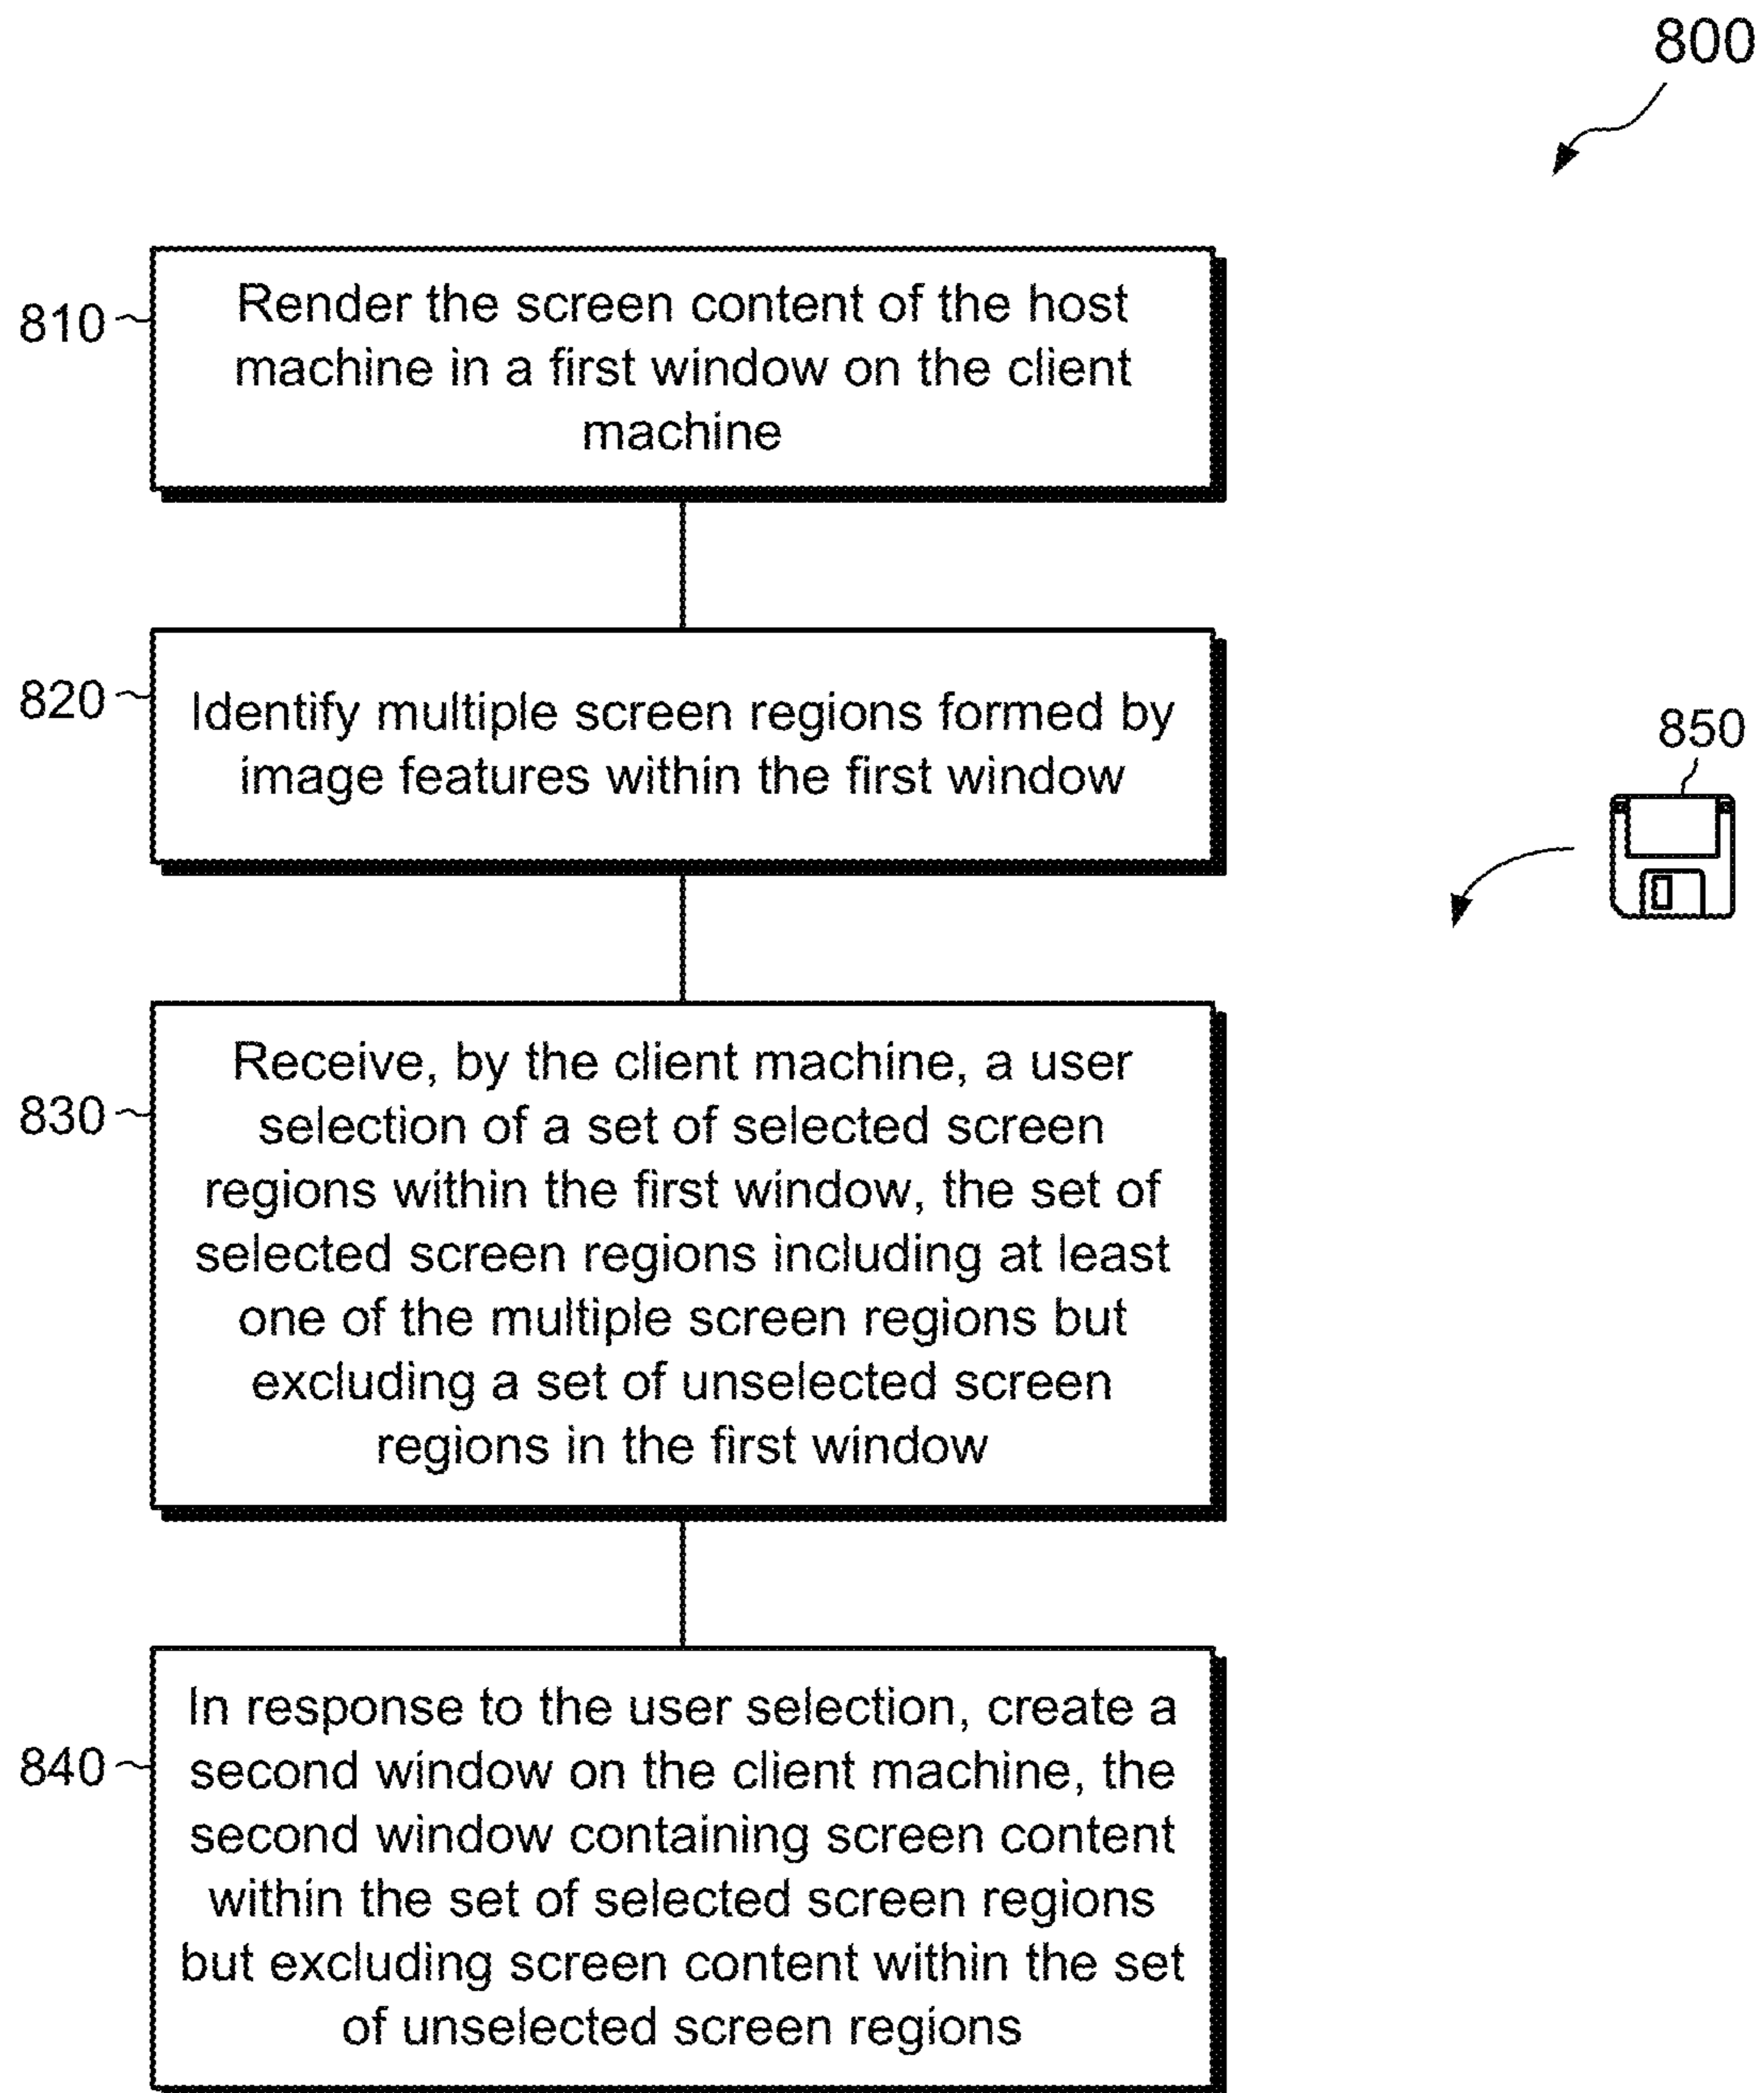 800
810
Render the screen content of the host
machine in a first window on the client
machine
820
Identify multiple screen regions formed by
image features within the first window
850
830
Receive, by the client machine, a user
selection of a set of selected screen
regions within the first window, the set of
selected screen regions including at least
one of the multiple screen regions but
excluding a set of unselected screen
regions in the first window
840
In response to the user selection, create a
second window on the client machine, the
second window containing screen content
within the set of selected screen regions
but excluding screen content within the set
of unselected screen regions